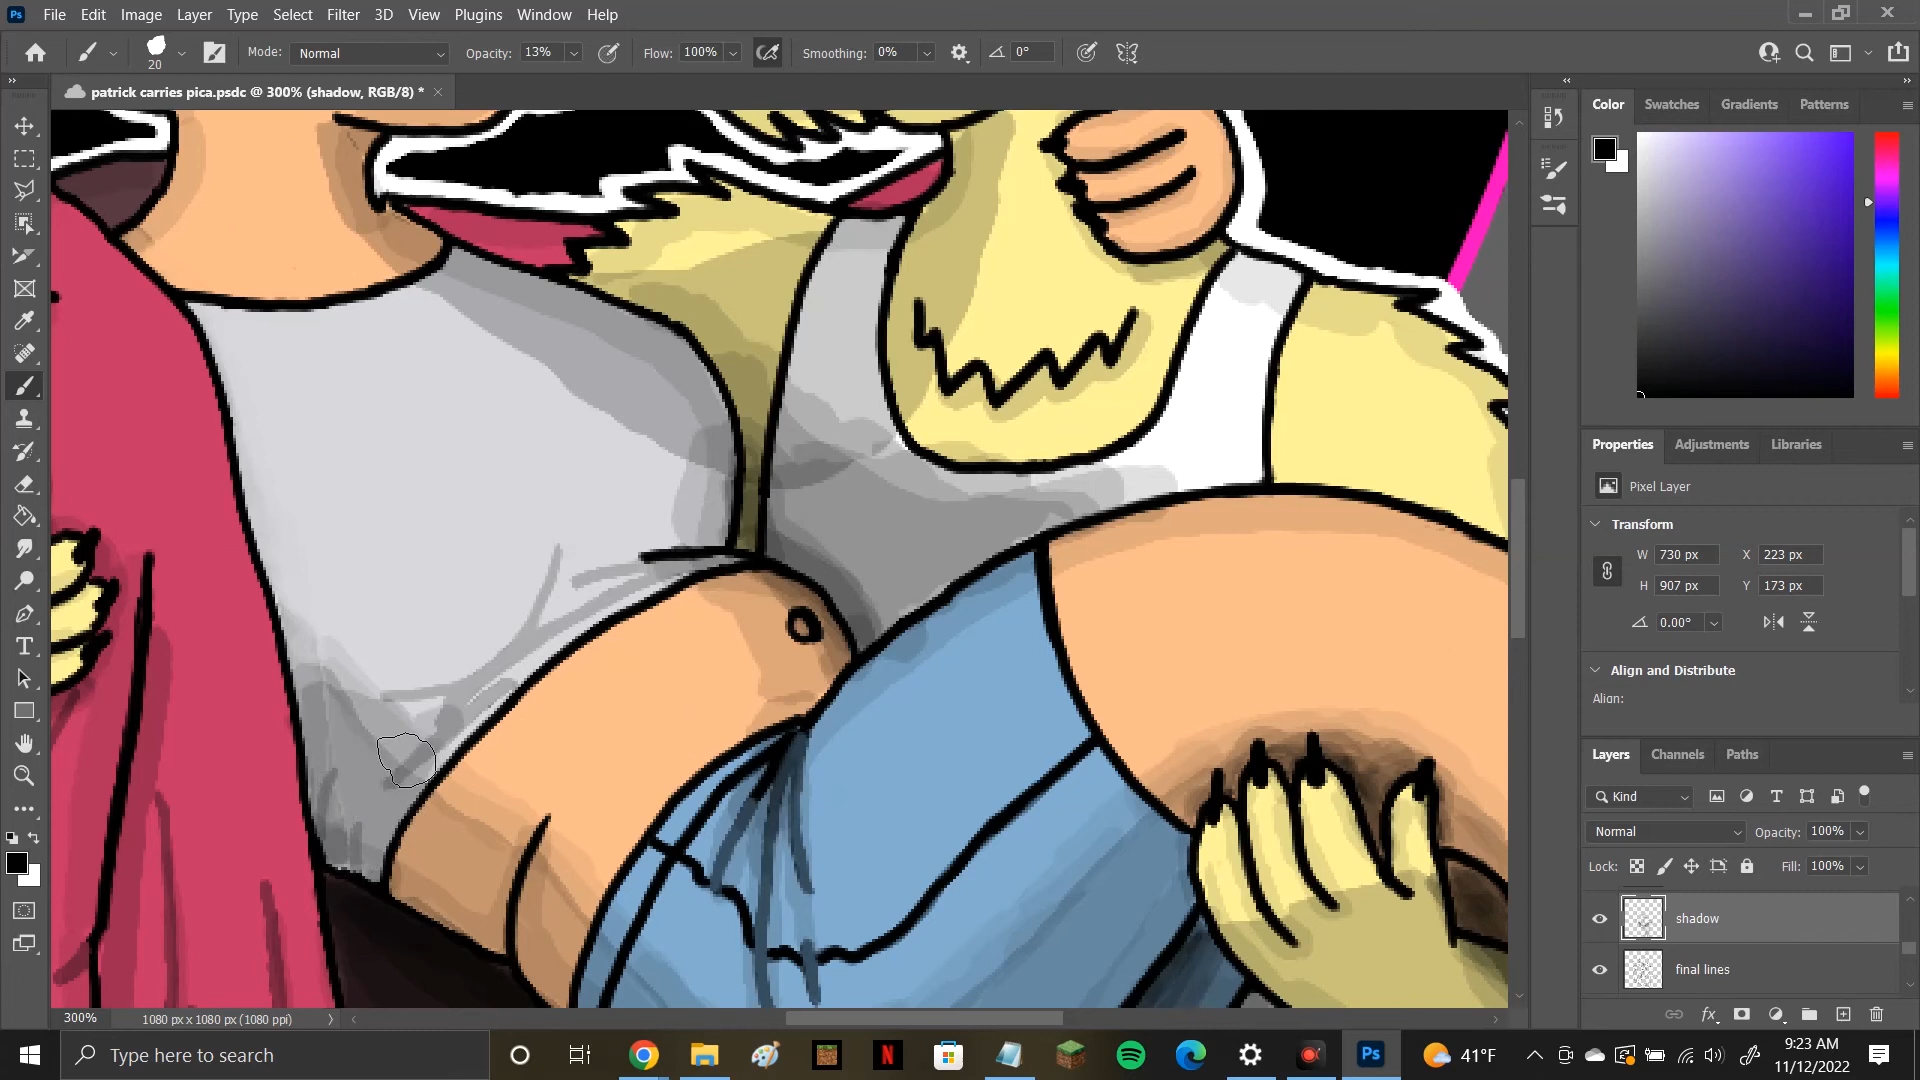 Ps File Edit Image Layer Type Select Filter 3D View Plugins Window Help
20 Mode: Normal Opacity: 13% Flow: 100% Smoothing: 0% 0°
patrick carries pica.psdc @ 300% (shadow, RGB/8) *
Color Swatches Gradients Patterns
Properties Adjustments Libraries
Pixel Layer
Transform
W 730 px X 223 px
H 907 px Y 173 px
0.00°
Align and Distribute
Align:
Layers Channels Paths
Kind
Normal Opacity: 100%
Lock: Fill: 100%
shadow
final lines
fx
300% 1080 px x 1080 px (1080 ppi)
Type here to search
N
Ps
41°F
9:23 AM
11/12/2022